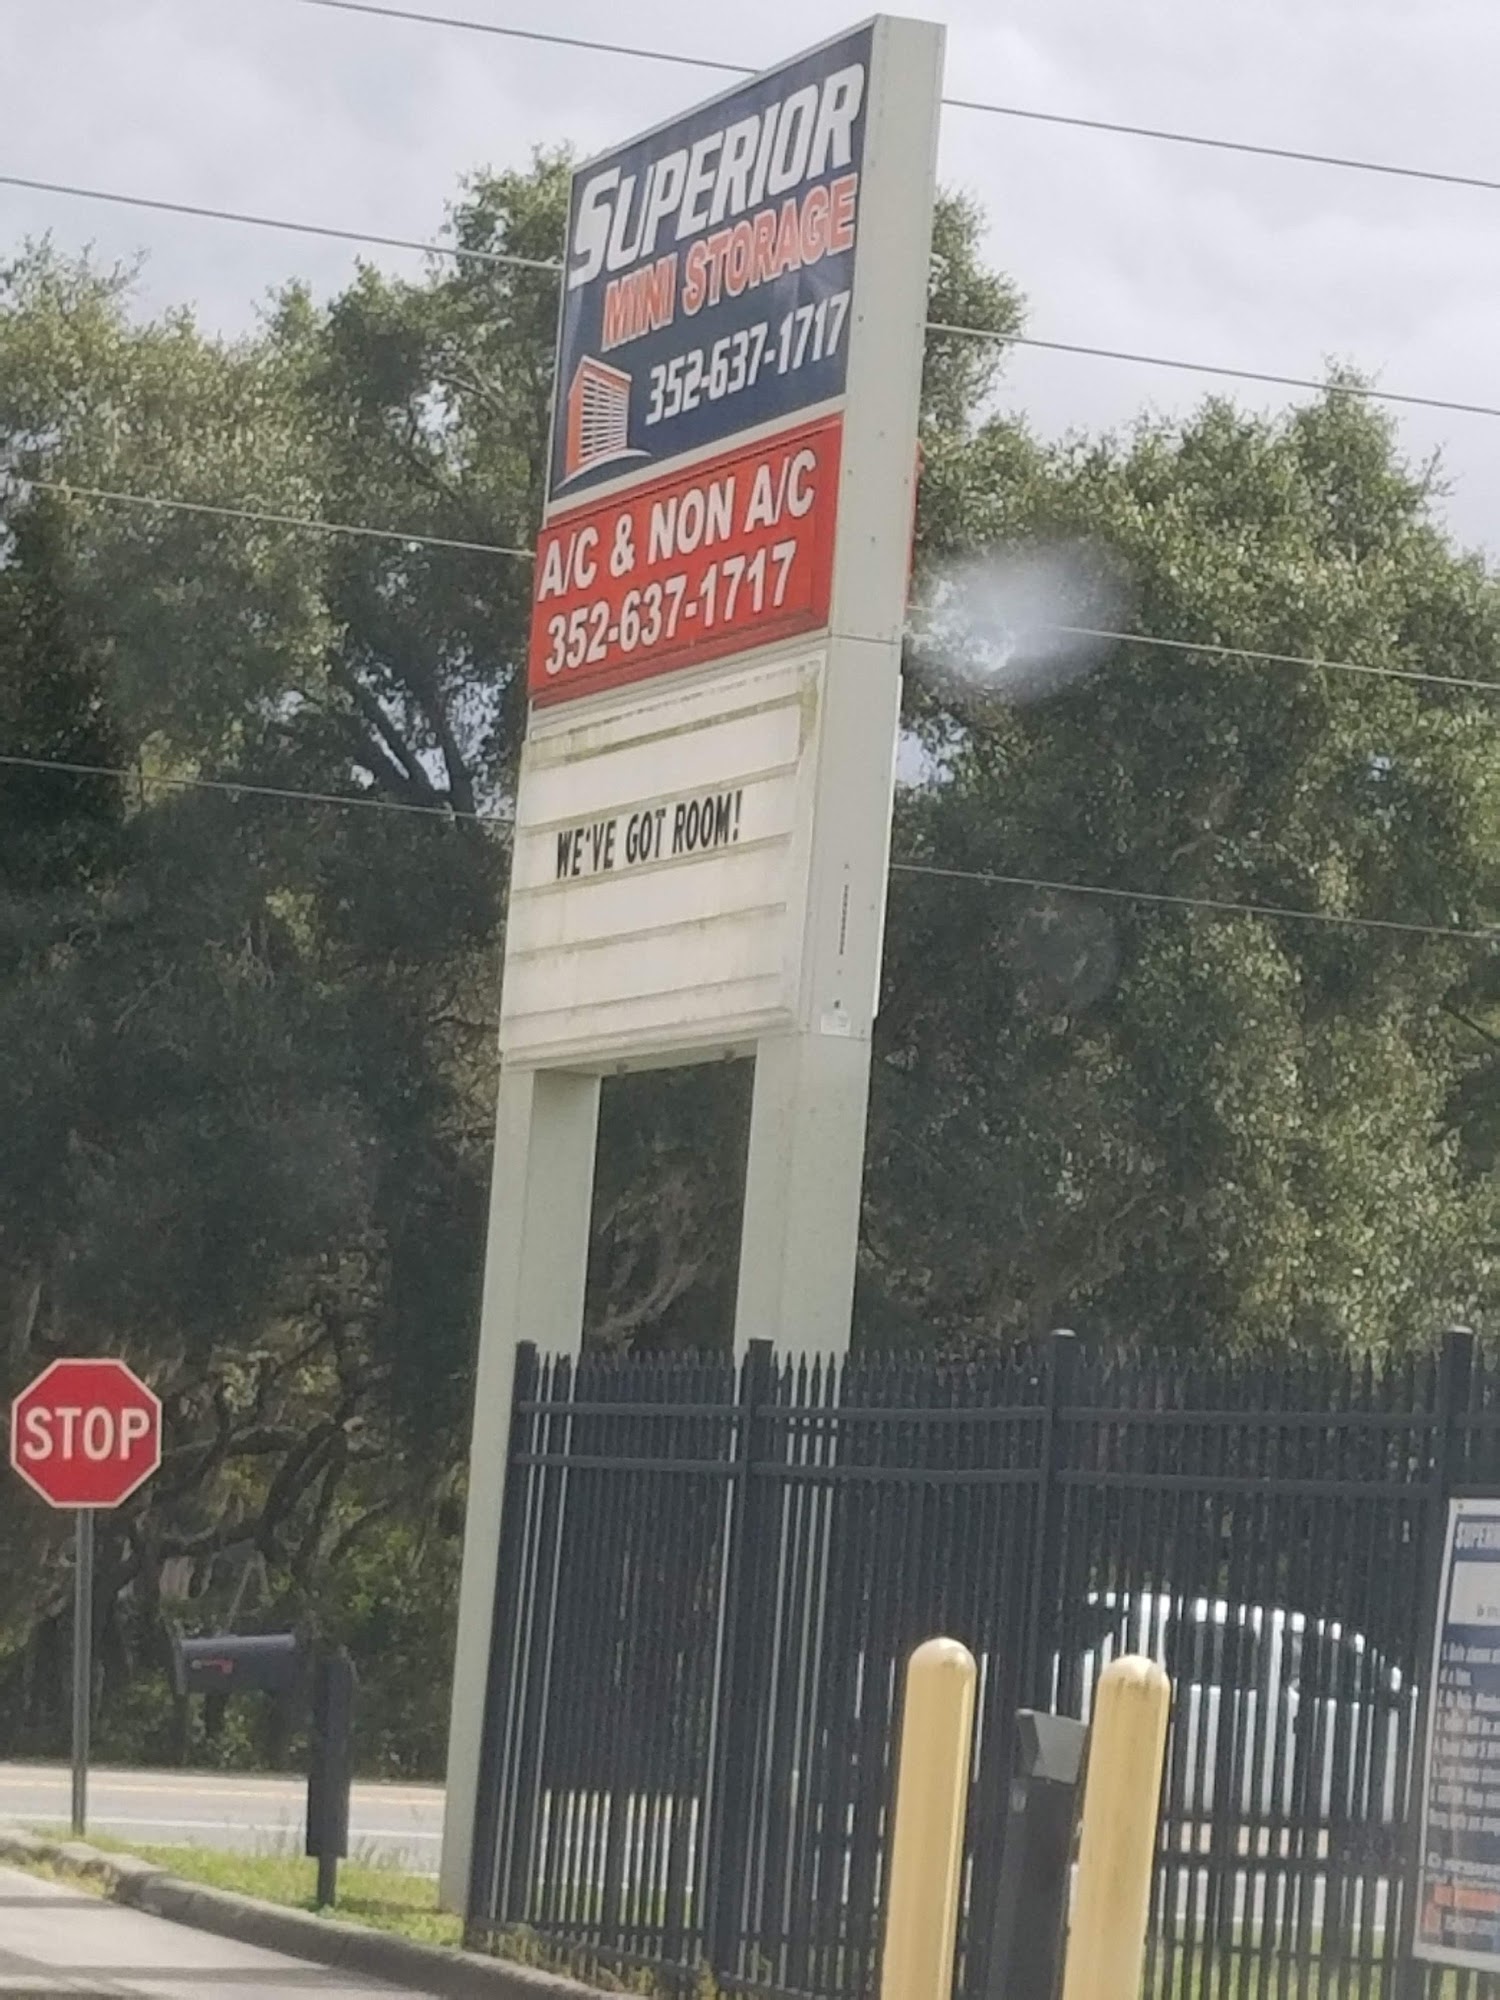 SUPERIOR
MINI STORAGE
352-637-1717
A/C & NON A/C
352-637-1717
WE'VE GOT ROOM!
STOP